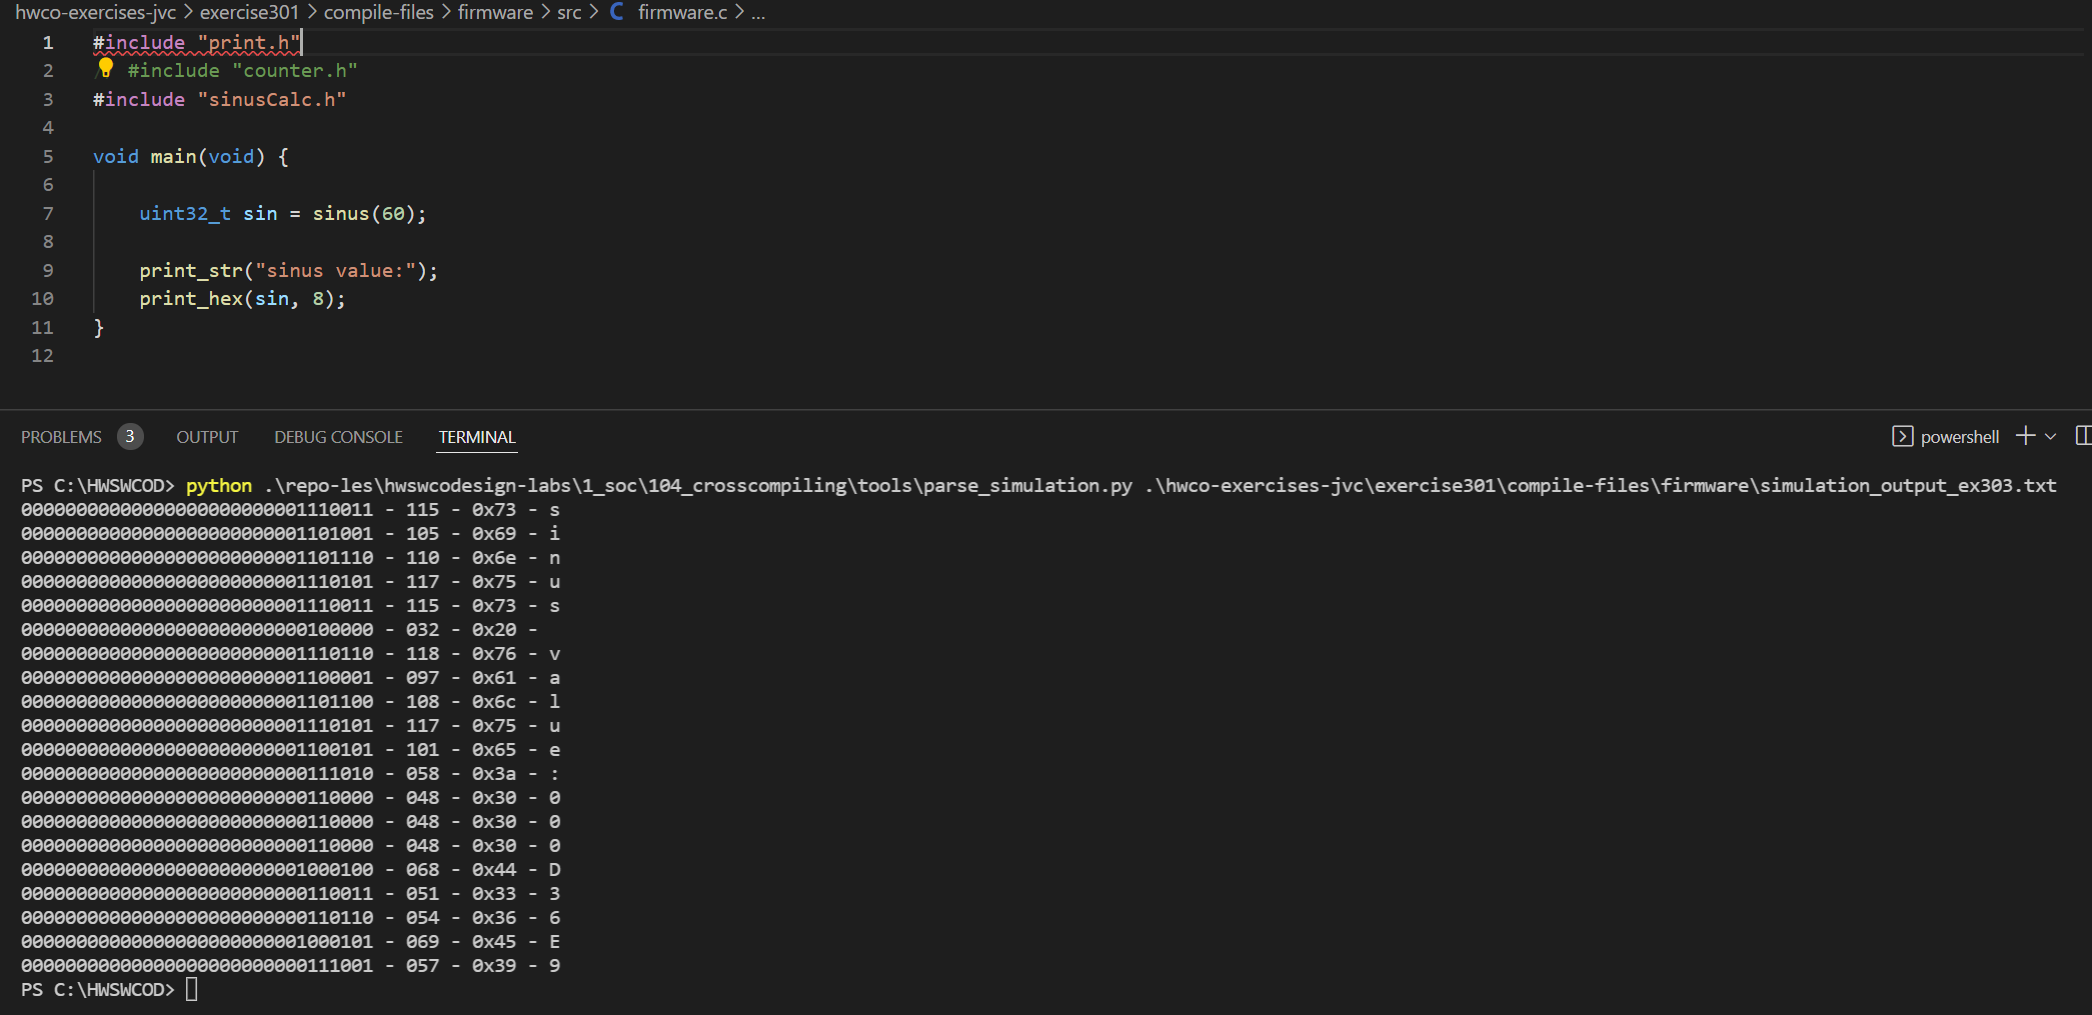 hwco-exercises-jvc > exercise301 > compile-files > firmware > src > C firmware.c > ...
1 #include "print.h"
2 / #include "counter.h"
3 #include "sinusCalc.h"
4
5 void main(void) {
6
7 uint32_t sin = sinus(60);
8
9 print_str("sinus value:");
10 print_hex(sin, 8);
11 }
12
PROBLEMS 3 OUTPUT DEBUG CONSOLE TERMINAL powershell
PS C:\HWSWCOD> python .\repo-les\hwswcodesign-labs\1_soc\104_crosscompiling\tools\parse_simulation.py .\hwco-exercises-jvc\exercise301\compile-files\firmware\simulation_output_ex303.txt
00000000000000000000000001110011 - 115 - 0x73 - s
00000000000000000000000001101001 - 105 - 0x69 - i
00000000000000000000000001101110 - 110 - 0x6e - n
00000000000000000000000001110101 - 117 - 0x75 - u
00000000000000000000000001110011 - 115 - 0x73 - s
00000000000000000000000000100000 - 032 - 0x20 -
00000000000000000000000001110110 - 118 - 0x76 - v
00000000000000000000000001100001 - 097 - 0x61 - a
00000000000000000000000001101100 - 108 - 0x6c - l
00000000000000000000000001110101 - 117 - 0x75 - u
00000000000000000000000001100101 - 101 - 0x65 - e
00000000000000000000000000111010 - 058 - 0x3a - :
00000000000000000000000000110000 - 048 - 0x30 - 0
00000000000000000000000000110000 - 048 - 0x30 - 0
00000000000000000000000000110000 - 048 - 0x30 - 0
00000000000000000000000001000100 - 068 - 0x44 - D
00000000000000000000000000110011 - 051 - 0x33 - 3
00000000000000000000000000110110 - 054 - 0x36 - 6
00000000000000000000000001000101 - 069 - 0x45 - E
00000000000000000000000000111001 - 057 - 0x39 - 9
PS C:\HWSWCOD>